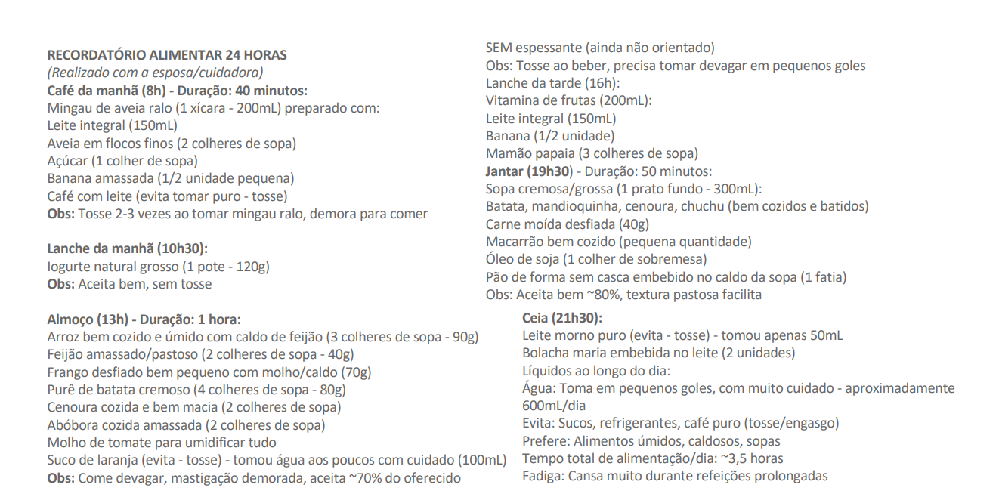 RECORDATÓRIO ALIMENTAR 24 HORAS
(Realizado com a esposa/cuidadora)
Café da manhã (8h) - Duração: 40 minutos:
Mingau de aveia ralo (1 xícara - 200mL) preparado com:
Leite integral (150mL)
Aveia em flocos finos (2 colheres de sopa)
Açúcar (1 colher de sopa)
Banana amassada (1/2 unidade pequena)
Café com leite (evita tomar puro - tosse)
Obs: Tosse 2-3 vezes ao tomar mingau ralo, demora para comer
Lanche da manhã (10h30):
Iogurte natural grosso (1 pote - 120g)
Obs: Aceita bem, sem tosse
Almoço (13h) - Duração: 1 hora:
Arroz bem cozido e úmido com caldo de feijão (3 colheres de sopa - 90g)
Feijão amassado/pastoso (2 colheres de sopa - 40g)
Frango desfiado bem pequeno com molho/caldo (70g)
Purê de batata cremoso (4 colheres de sopa - 80g)
Cenoura cozida e bem macia (2 colheres de sopa)
Abóbora cozida amassada (2 colheres de sopa)
Molho de tomate para umidificar tudo
Suco de laranja (evita - tosse) - tomou água aos poucos com cuidado (100mL)
Obs: Come devagar, mastigação demorada, aceita ~70% do oferecido
SEM espessante (ainda não orientado)
Obs: Tosse ao beber, precisa tomar devagar em pequenos goles
Lanche da tarde (16h):
Vitamina de frutas (200mL):
Leite integral (150mL)
Banana (1/2 unidade)
Mamão papaia (3 colheres de sopa)
Jantar (19h30) - Duração: 50 minutos:
Sopa cremosa/grossa (1 prato fundo - 300mL):
Batata, mandioquinha, cenoura, chuchu (bem cozidos e batidos)
Carne moída desfiada (40g)
Macarrão bem cozido (pequena quantidade)
Óleo de soja (1 colher de sobremesa)
Pão de forma sem casca embebido no caldo da sopa (1 fatia)
Obs: Aceita bem ~80%, textura pastosa facilita
Ceia (21h30):
Leite morno puro (evita - tosse) - tomou apenas 50mL
Bolacha maria embebida no leite (2 unidades)
Líquidos ao longo do dia:
Água: Toma em pequenos goles, com muito cuidado - aproximadamente
600mL/dia
Evita: Sucos, refrigerantes, café puro (tosse/engasgo)
Prefere: Alimentos úmidos, caldosos, sopas
Tempo total de alimentação/dia: ~3,5 horas
Fadiga: Cansa muito durante refeições prolongadas